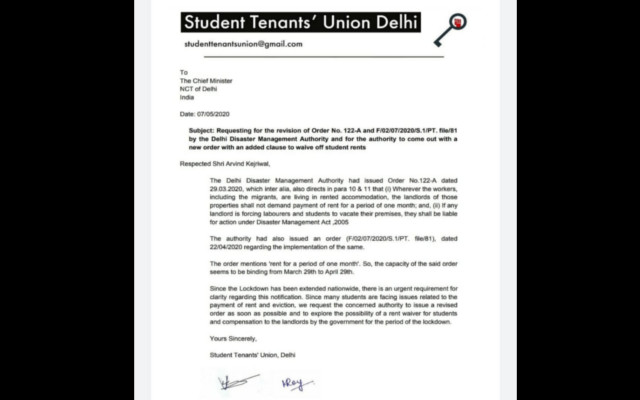 Student Tenants' Union Delhi
studenttenantsunion@gmail.com
To
The Chief Minister
NCT of Delhi
India
Date: 07/05/2020
Subject: Requesting for the revision of Order No. 122-A and F/02/07/2020/S.1/PT. file/81
by the Delhi Disaster Management Authority and for the authority to come out with a
new order with an added clause to waive off student rents
Respected Shri Arvind Kejriwal,
The Delhi Disaster Management Authority had issued Order No.122-A dated
29.03.2020, which inter alia, also directs in para 10 & 11 that (i) Wherever the workers,
including the migrants, are living in rented accommodation, the landlords of those
properties shall not demand payment of rent for a period of one month; and, (ii) If any
landlord is forcing labourers and students to vacate their premises, they shall be liable
for action under Disaster Management Act ,2005
The authority had also issued an order (F/02/07/2020/S.1/PT. file/81), dated
22/04/2020 regarding the implementation of the same.
The order mentions 'rent for a period of one month'. So, the capacity of the said order
seems to be binding from March 29th to April 29th.
Since the Lockdown has been extended nationwide, there is an urgent requirement for
clarity regarding this notification. Since many students are facing issues related to the
payment of rent and eviction, we request the concerned authority to issue a revised
order as soon as possible and to explore the possibility of a rent waiver for students
and compensation to the landlords by the government for the period of the lockdown.
Yours Sincerely,
Student Tenants' Union, Delhi